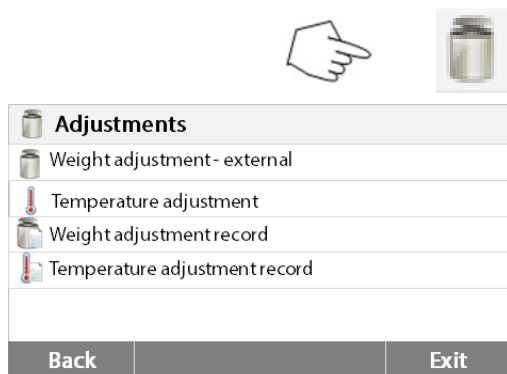 Adjustments
Weight adjustment - external
Temperature adjustment
Weight adjustment record
Temperature adjustment record
Back
Exit